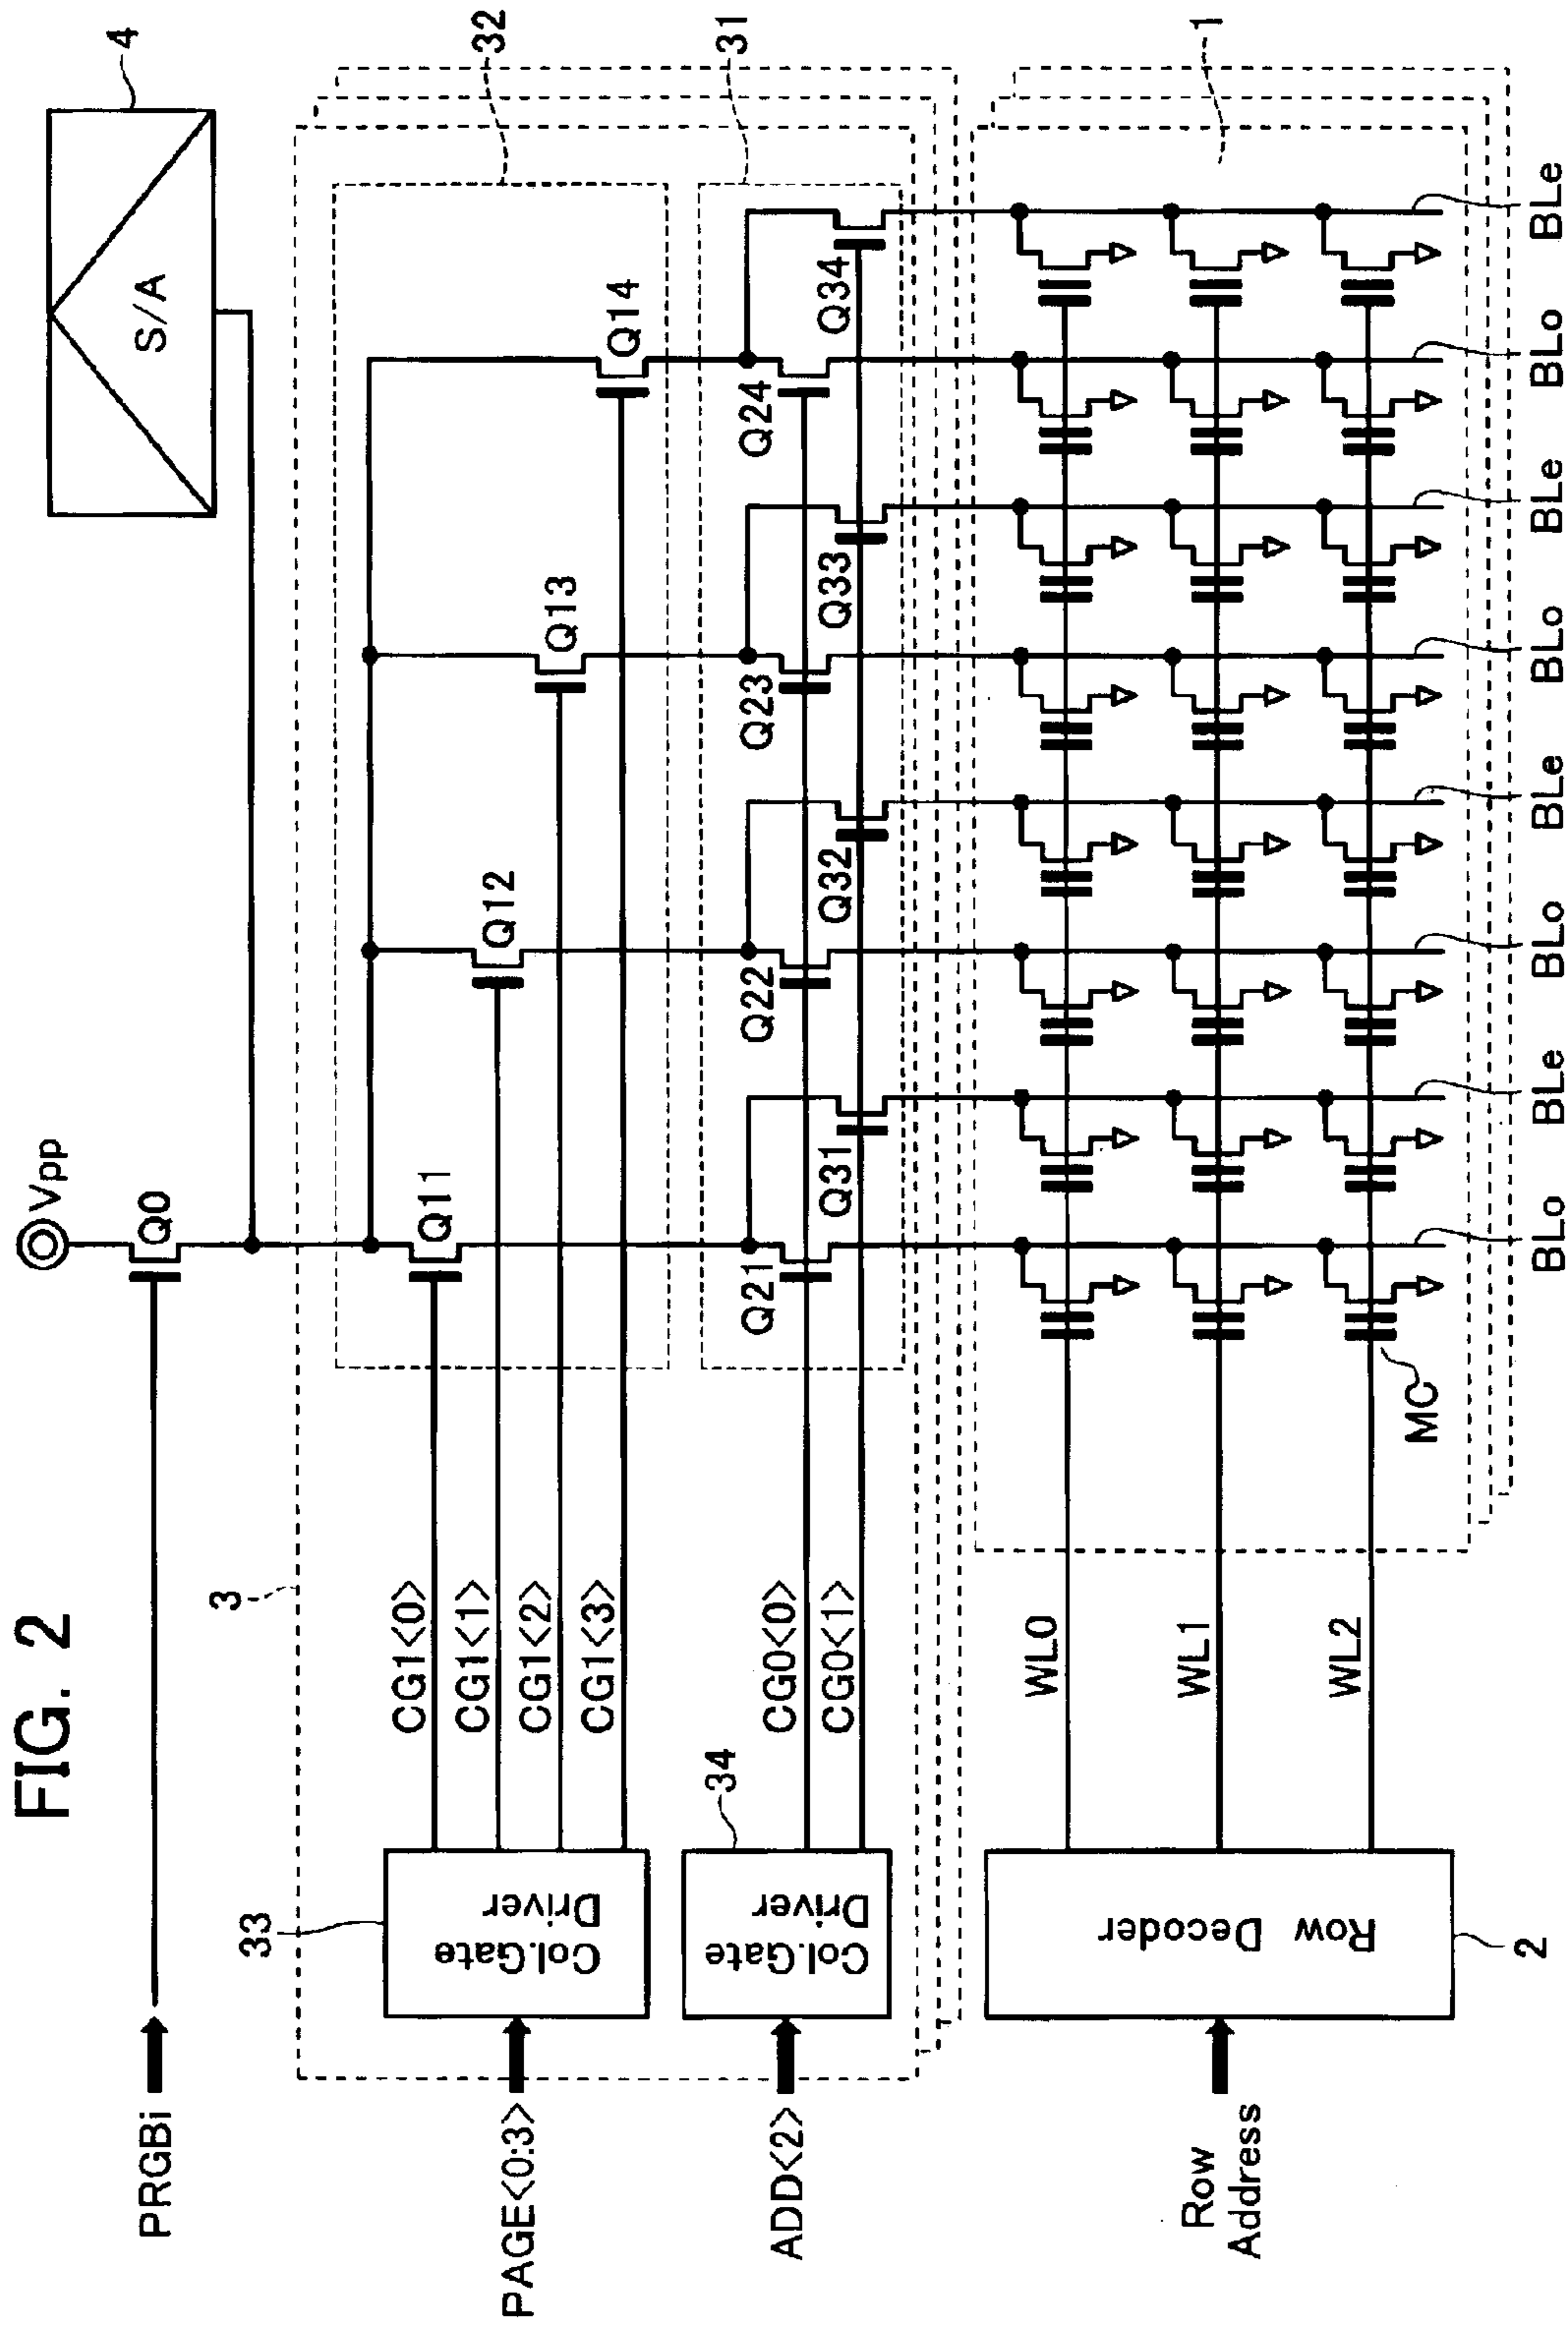 FIG. 2
PRGBi
Q0
Vpp
S/A
4
3
32
31
1
33
Col.Gate
Driver
PAGE<0:3>
CG1<0>
CG1<1>
CG1<2>
CG1<3>
Q11
Q12
Q13
Q14
34
Col.Gate
Driver
ADD<2>
CG0<0>
CG0<1>
Q21
Q31
Q22
Q32
Q23
Q33
Q24
Q34
Row
Address
Row Decoder
2
WL0
WL1
WL2
MC
BLo
BLe
BLo
BLe
BLo
BLe
BLo
BLe